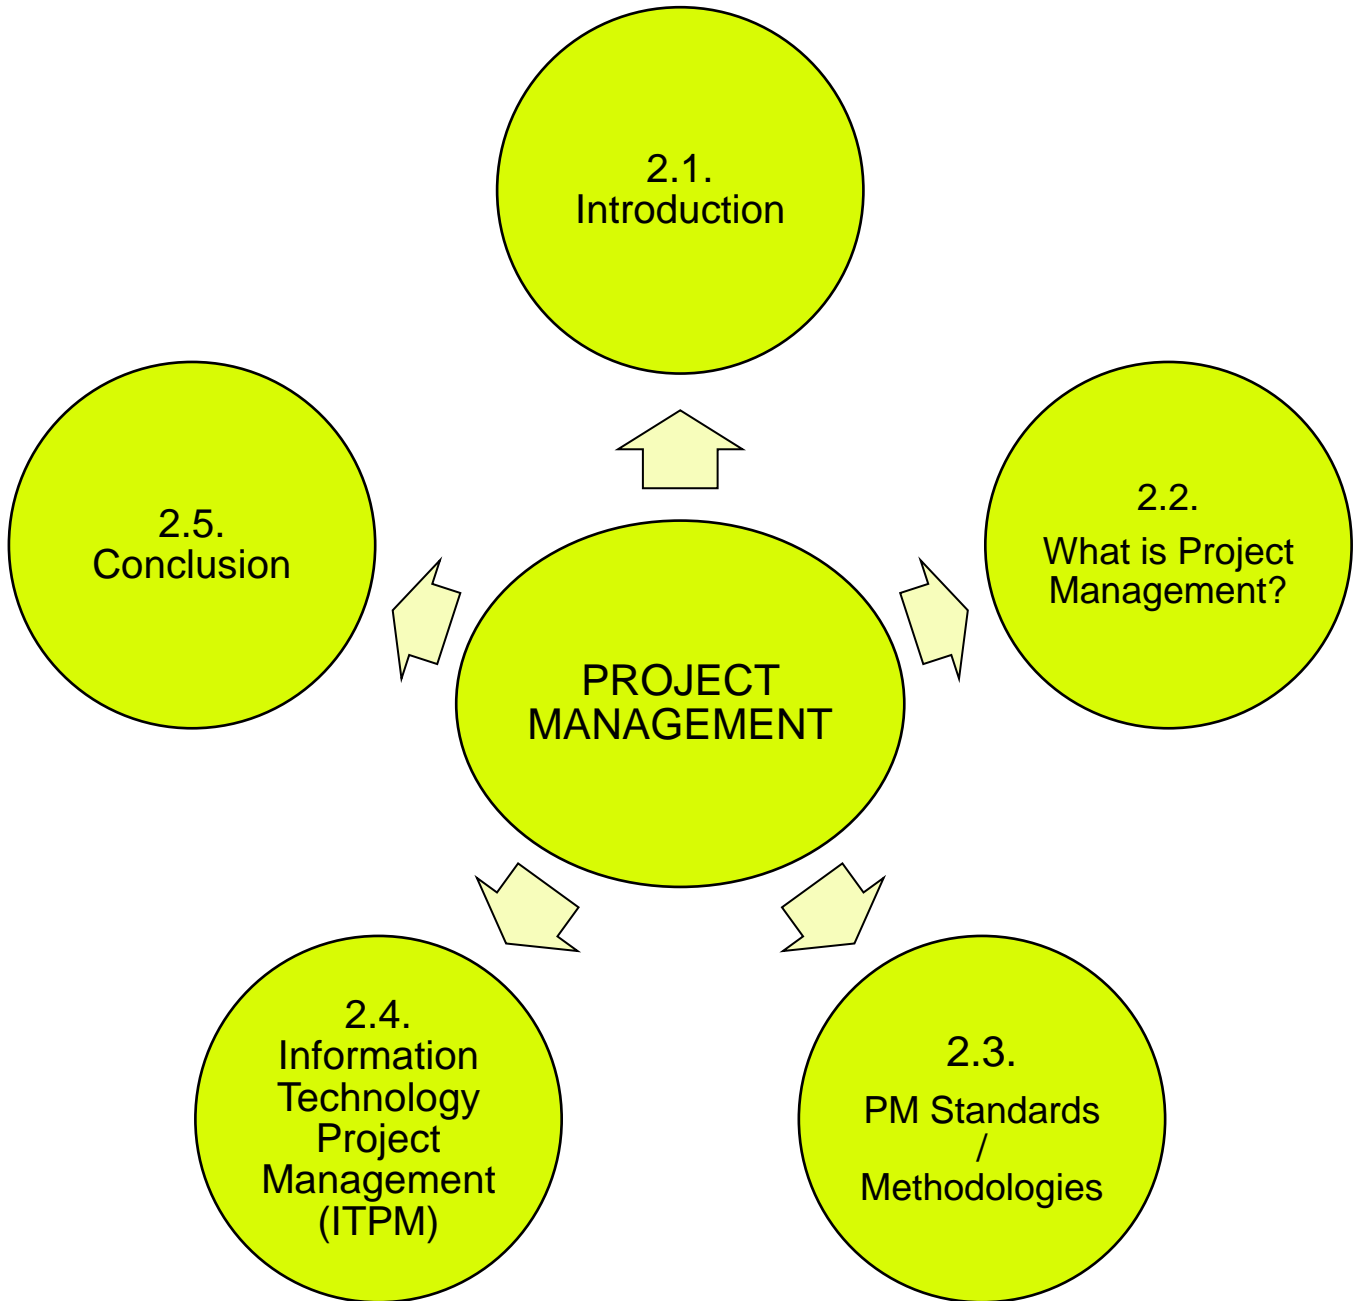 2.1.
Introduction
2.2.
What is Project
Management?
2.5.
Conclusion
PROJECT
MANAGEMENT
2.4.
Information
Technology
Project
Management
(ITPM)
2.3.
PM Standards
/
Methodologies